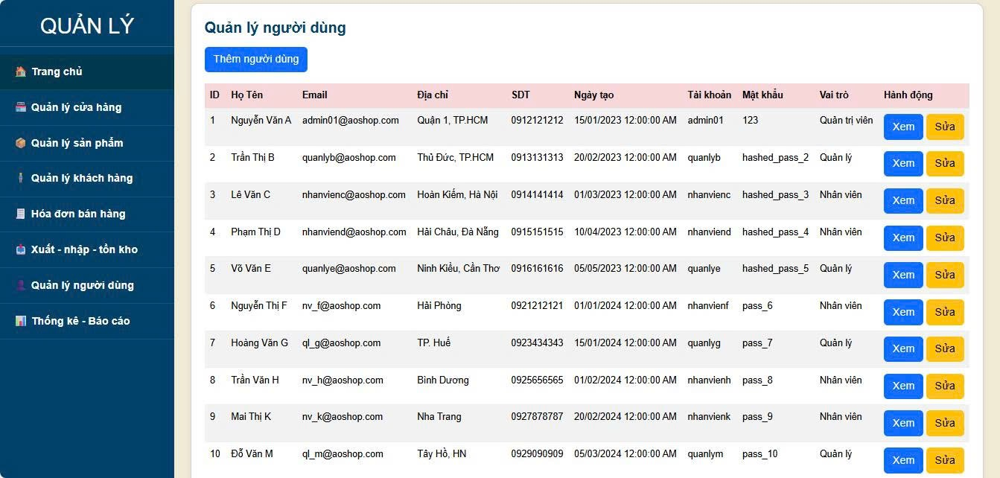 QUẢN LÝ
Trang chủ
Quản lý cửa hàng
Quản lý sản phẩm
Quản lý khách hàng
Hóa đơn bán hàng
Xuất - nhập - tồn kho
Quản lý người dùng
Thống kê - Báo cáo
Quản lý người dùng
Thêm người dùng
ID Họ Tên Email Địa chỉ SDT Ngày tạo Tài khoản Mật khẩu Vai trò Hành động
1 Nguyễn Văn A admin01@aoshop.com Quận 1, TP.HCM 0912121212 15/01/2023 12:00:00 AM admin01 123 Quản trị viên Xem Sửa
2 Trần Thị B quanlyb@aoshop.com Thủ Đức, TP.HCM 0913131313 20/02/2023 12:00:00 AM quanlyb hashed_pass_2 Quản lý Xem Sửa
3 Lê Văn C nhanvienc@aoshop.com Hoàn Kiếm, Hà Nội 0914141414 01/03/2023 12:00:00 AM nhanvienc hashed_pass_3 Nhân viên Xem Sửa
4 Phạm Thị D nhanviend@aoshop.com Hải Châu, Đà Nẵng 0915151515 10/04/2023 12:00:00 AM nhanviend hashed_pass_4 Nhân viên Xem Sửa
5 Võ Văn E quanlye@aoshop.com Ninh Kiều, Cần Thơ 0916161616 05/05/2023 12:00:00 AM quanlye hashed_pass_5 Quản lý Xem Sửa
6 Nguyễn Thị F nv_f@aoshop.com Hải Phòng 0921212121 01/01/2024 12:00:00 AM nhanvienf pass_6 Nhân viên Xem Sửa
7 Hoàng Văn G ql_g@aoshop.com TP. Huế 0923434343 15/01/2024 12:00:00 AM quanlyg pass_7 Quản lý Xem Sửa
8 Trần Văn H nv_h@aoshop.com Bình Dương 0925656565 01/02/2024 12:00:00 AM nhanvienh pass_8 Nhân viên Xem Sửa
9 Mai Thị K nv_k@aoshop.com Nha Trang 0927878787 20/02/2024 12:00:00 AM nhanvienk pass_9 Nhân viên Xem Sửa
10 Đỗ Văn M ql_m@aoshop.com Tây Hồ, HN 0929090909 05/03/2024 12:00:00 AM quanlym pass_10 Quản lý Xem Sửa